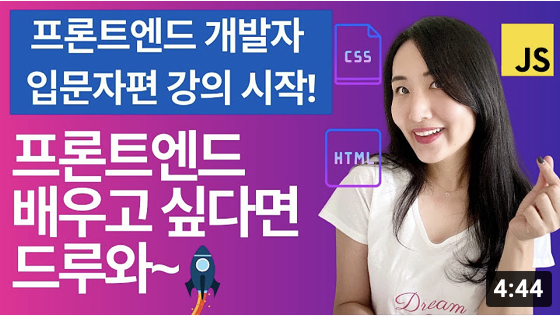 프론트엔드 개발자
입문자편 강의 시작!
CSS
JS
HTML
프론트엔드
배우고 싶다면
드루와~
Dream
4:44